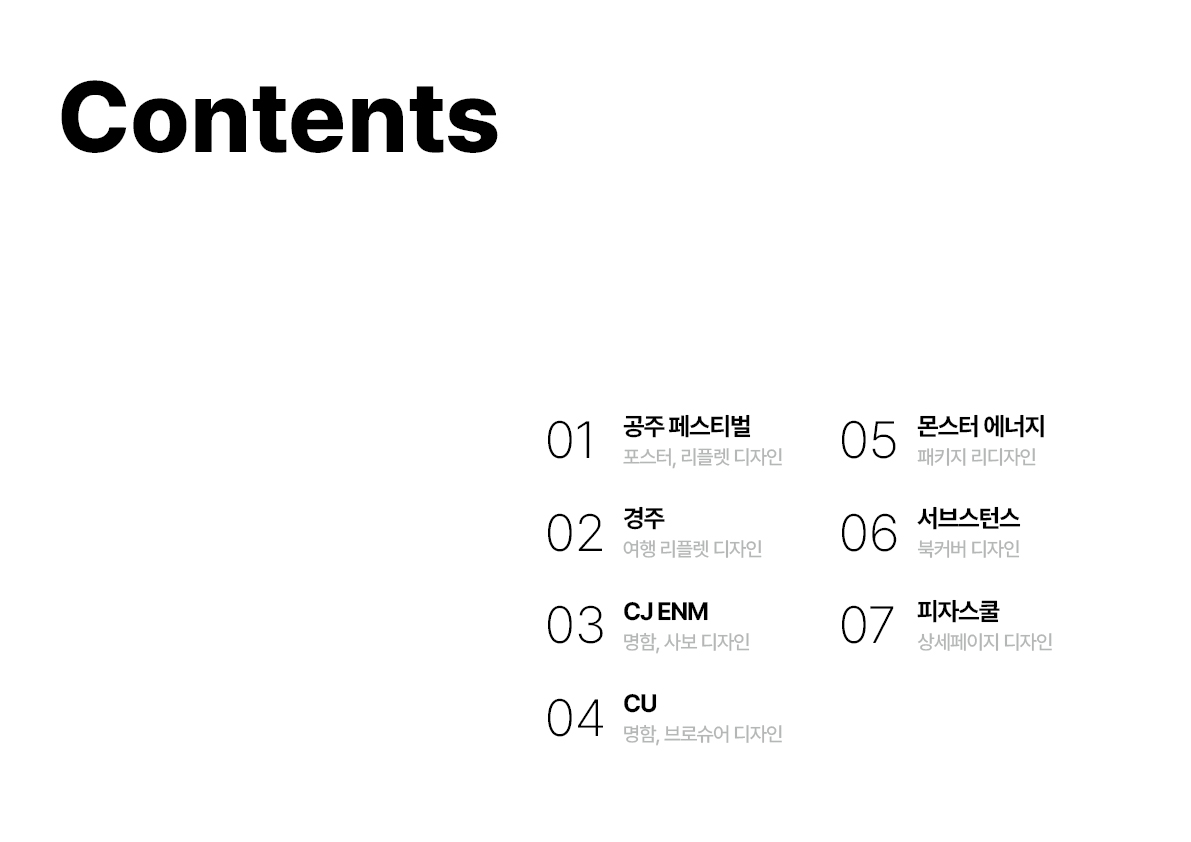 Contents
01
공주 페스티벌
포스터, 리플렛 디자인
02
경주
여행 리플렛 디자인
03
CJ ENM
명함, 사보 디자인
04
CU
명함, 브로슈어 디자인
05
몬스터 에너지
패키지 리디자인
06
서브스턴스
북커버 디자인
07
피자스쿨
상세페이지 디자인